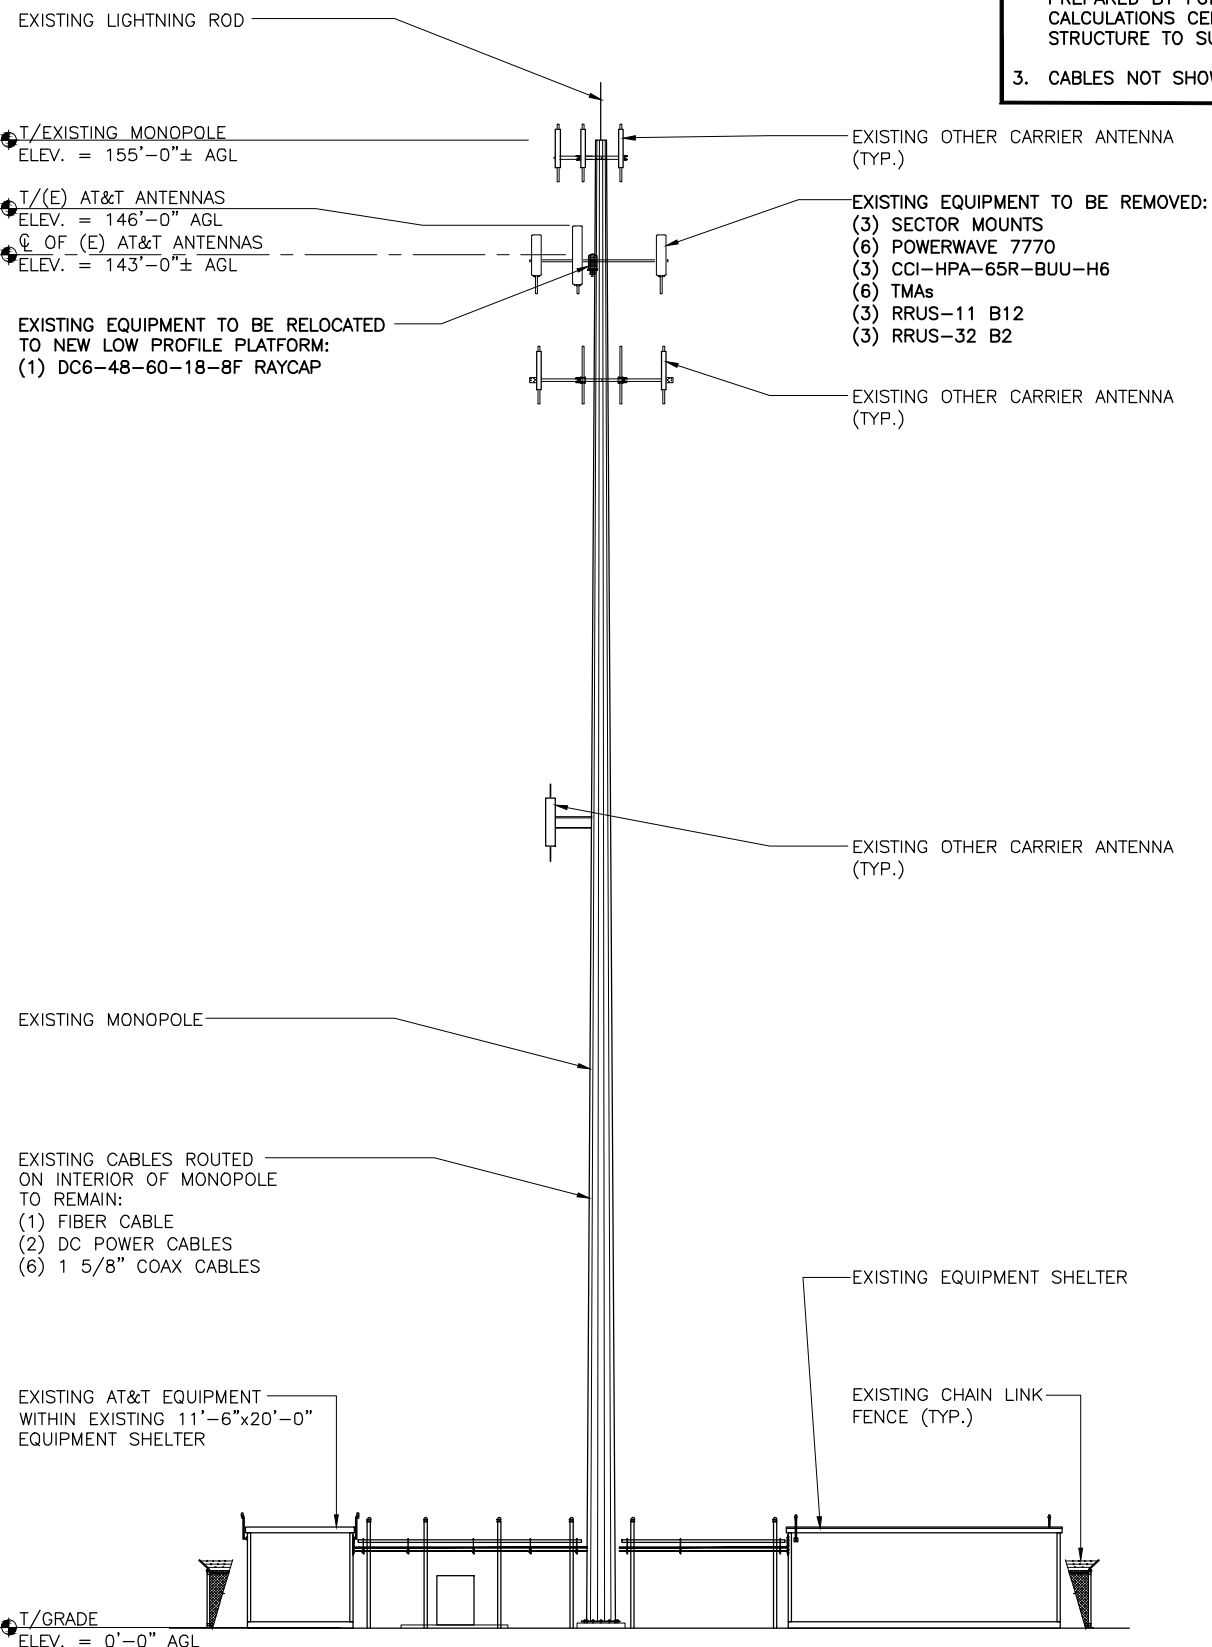 EXISTING LIGHTNING ROD
PREPARED BY
STRUCTURE TO
3. CABLES NOT
CALCULATIONS
T/EXISTING MONOPOLE
ELEV. = 155'-0"± AGL
EXISTING OTHER CARRIER ANTENNA
(TYP.)
T/(E) AT&T ANTENNAS
ELEV. = 146'-0" AGL
℄ OF (E) AT&T ANTENNAS
ELEV. = 143'-0"± AGL
EXISTING EQUIPMENT TO BE REMOVED:
(3) SECTOR MOUNTS
(6) POWERWAVE 7770
(3) CCI-HPA-65R-BUU-H6
(6) TMAs
(3) RRUS-11 B12
(3) RRUS-32 B2
EXISTING EQUIPMENT TO BE RELOCATED
TO NEW LOW PROFILE PLATFORM:
(1) DC6-48-60-18-8F RAYCAP
EXISTING OTHER CARRIER ANTENNA
(TYP.)
EXISTING OTHER CARRIER ANTENNA
(TYP.)
EXISTING MONOPOLE
EXISTING CABLES ROUTED
ON INTERIOR OF MONOPOLE
TO REMAIN:
(1) FIBER CABLE
(2) DC POWER CABLES
(6) 1 5/8" COAX CABLES
EXISTING EQUIPMENT SHELTER
EXISTING AT&T EQUIPMENT
WITHIN EXISTING 11'-6"x20'-0"
EQUIPMENT SHELTER
EXISTING CHAIN LINK
FENCE (TYP.)
T/GRADE
ELEV. = 0'-0" AGL